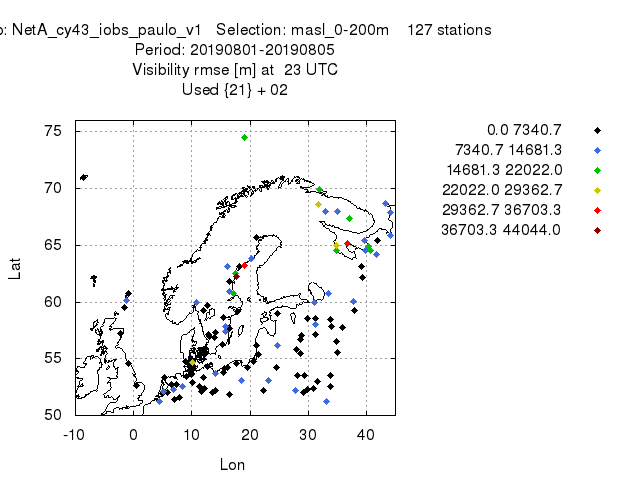 : NetA_cy43_iobs_paulo_v1 Selection: masl_0-200m 127 stations
Period: 20190801-20190805
Visibility rmse [m] at 23 UTC
Used {21} + 02
0.0 7340.7
7340.7 14681.3
14681.3 22022.0
22022.0 29362.7
29362.7 36703.3
36703.3 44044.0
75
70
65
60
55
50
Lat
-10 0 10 20 30 40
Lon